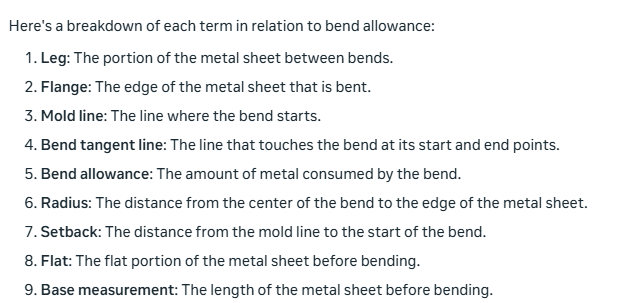 Here's a breakdown of each term in relation to bend allowance:
1. Leg: The portion of the metal sheet between bends.
2. Flange: The edge of the metal sheet that is bent.
3. Mold line: The line where the bend starts.
4. Bend tangent line: The line that touches the bend at its start and end points.
5. Bend allowance: The amount of metal consumed by the bend.
6. Radius: The distance from the center of the bend to the edge of the metal sheet.
7. Setback: The distance from the mold line to the start of the bend.
8. Flat: The flat portion of the metal sheet before bending.
9. Base measurement: The length of the metal sheet before bending.